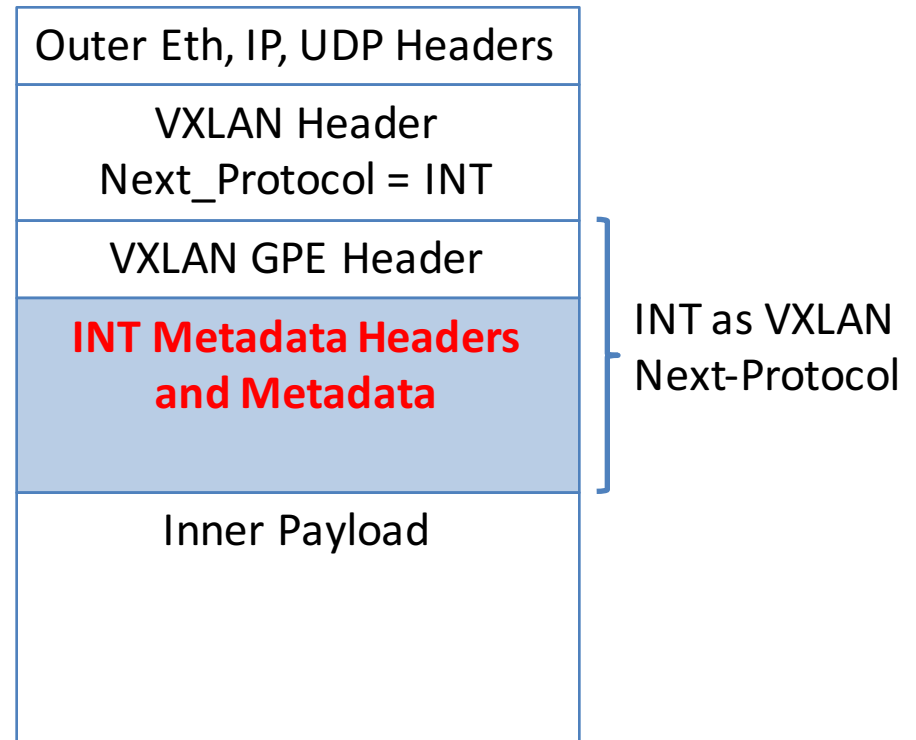 Outer Eth, IP, UDP Headers
VXLAN Header
Next_Protocol = INT
VXLAN GPE Header
INT Metadata Headers
and Metadata
INT as VXLAN
Next-Protocol
Inner Payload